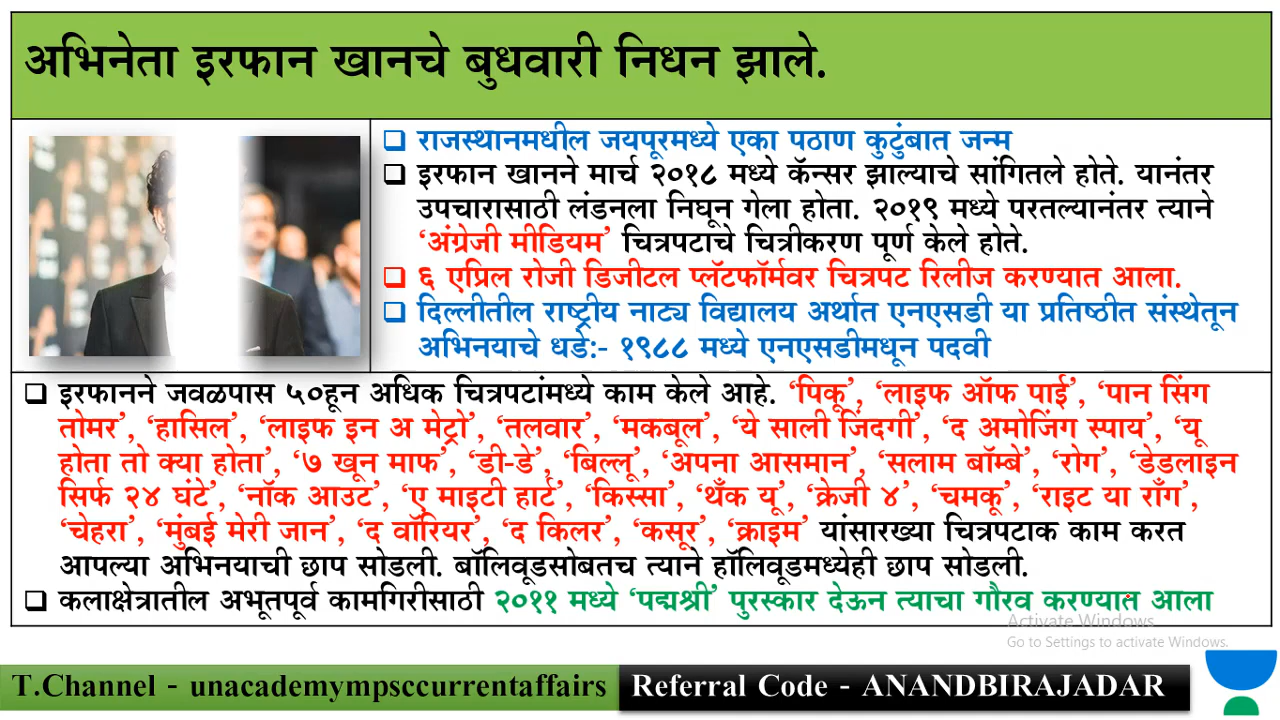 अभिनेता इरफान खानचे बुधवारी निधन झाले.
राजस्थानमधील जयपूरमध्ये एका पठाण कुटुंबात जन्म
इरफान खानने मार्च २०१८ मध्ये कॅन्सर झाल्याचे सांगितले होते. यानंतर
उपचारासाठी लंडनला निघून गेला होता. २०१९ मध्ये परतल्यानंतर त्याने
‘अंग्रेजी मीडियम’ चित्रपटाचे चित्रीकरण पूर्ण केले होते.
६ एप्रिल रोजी डिजीटल प्लॅटफॉर्मवर चित्रपट रिलीज करण्यात आला.
दिल्लीतील राष्ट्रीय नाट्य विद्यालय अर्थात एनएसडी या प्रतिष्ठीत संस्थेतून
अभिनयाचे धडे:- १९८८ मध्ये एनएसडीमधून पदवी
इरफानने जवळपास ५०हून अधिक चित्रपटांमध्ये काम केले आहे. ‘पिकू’, ‘लाइफ ऑफ पाई’, ‘पान सिंग
तोमर’, ‘हासिल’, ‘लाइफ इन अ मेट्रो’, ‘तलवार’, ‘मकबूल’, ‘ये साली जिंदगी’, ‘द अमोजिंग स्पाय’, ‘यू
होता तो क्या होता’, ‘७ खून माफ’, ‘डी-डे’, ‘बिल्लू’, ‘अपना आसमान’, ‘सलाम बॉम्बे’, ‘रोग’, ‘डेडलाइन
सिर्फ २४ घंटे’, ‘नॉक आउट’, ‘ए माइटी हार्ट’, ‘किस्सा’, ‘थँक यू’, ‘क्रेजी ४’, ‘चमकू’, ‘राइट या राँग’,
‘चेहरा’, ‘मुंबई मेरी जान’, ‘द वॉरियर’, ‘द किलर’, ‘कसूर’, ‘क्राइम’ यांसारख्या चित्रपटाक काम करत
आपल्या अभिनयाची छाप सोडली. बॉलिवूडसोबतच त्याने हॉलिवूडमध्येही छाप सोडली.
कलाक्षेत्रातील अभूतपूर्व कामगिरीसाठी २०११ मध्ये ‘पद्मश्री’ पुरस्कार देऊन त्याचा गौरव करण्यात आला
Activate Windows
Go to Settings to activate Windows.
T.Channel - unacademympsccurrentaffairs Referral Code - ANANDBIRAJADAR